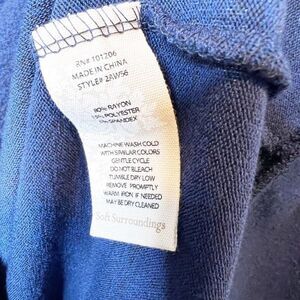 RN# 101206
MADE IN CHINA
STYLE# 2AW56
RAYON
POLYESTER
SPANDEX
MACHINE WASH COLD
WITH SIMILAR COLORS
GENTLE CYCLE
DO NOT BLEACH
TUMBLE DRY LOW
REMOVE PROMPTLY
WARM IRON IF NEEDED
MAY BE DRY CLEANED
Soft Surroundings